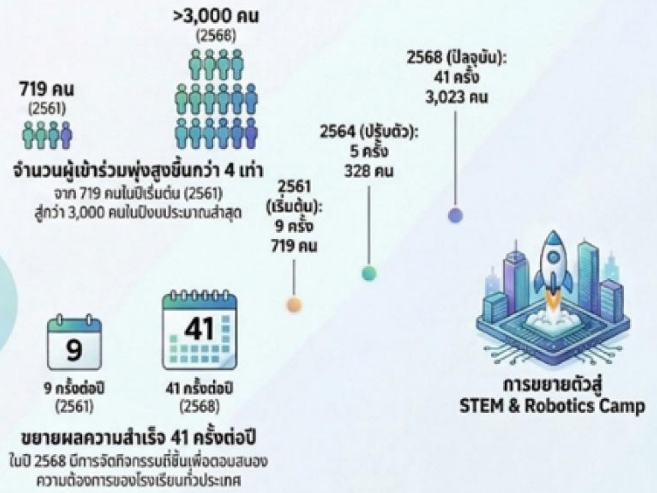 >3,000 คน
(2568)
719 คน
(2561)
จำนวนผู้เข้าร่วมพุ่งสูงขึ้นกว่า 4 เท่า
จาก 719 คนในปีเริ่มต้น (2561)
สู่กว่า 3,000 คนในปีงบประมาณล่าสุด
2561
(เริ่มต้น):
9 ครั้ง
719 คน
2564 (ปรับตัว):
5 ครั้ง
328 คน
2568 (ปัจจุบัน):
41 ครั้ง
3,023 คน
9
9 ครั้งต่อปี
(2561)
41
41 ครั้งต่อปี
(2568)
ขยายผลความสำเร็จ 41 ครั้งต่อปี
ในปี 2568 มีการจัดกิจกรรมถี่ขึ้นเพื่อตอบสนอง
ความต้องการของโรงเรียนทั่วประเทศ
การขยายตัวสู่
STEM & Robotics Camp